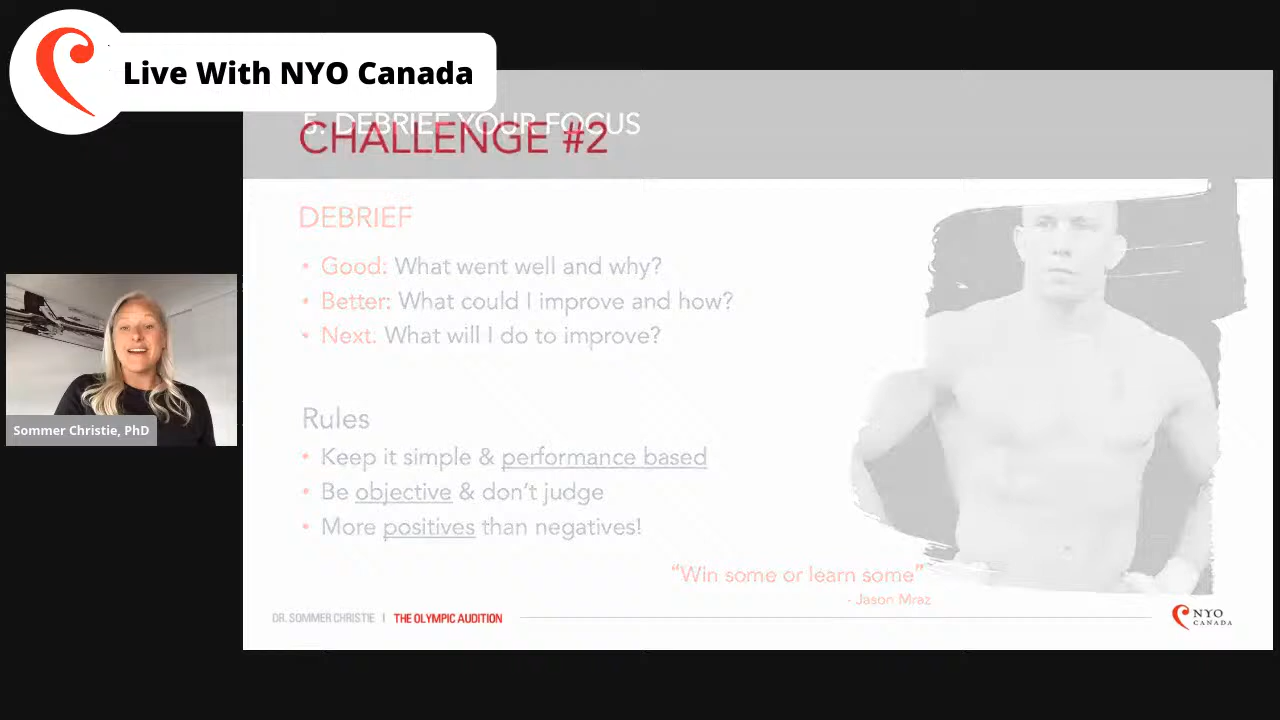 Live With NYO Canada
5. DEBRIEF YOUR FOCUS
CHALLENGE #2
DEBRIEF
• Good: What went well and why?
• Better: What could I improve and how?
• Next: What will I do to improve?
Rules
• Keep it simple & performance based
• Be objective & don't judge
• More positives than negatives!
“Win some or learn some”
- Jason Mraz
Sommer Christie, PhD
DR. SOMMER CHRISTIE | THE OLYMPIC AUDITION
NYO
CANADA